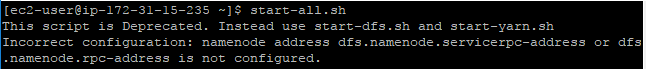 [ec2-user@ip-172-31-15-235 ~]$ start-all.sh
This script is Deprecated. Instead use start-dfs.sh and start-yarn.sh
Incorrect configuration: namenode address dfs.namenode.servicerpc-address or dfs
.namenode.rpc-address is not configured.